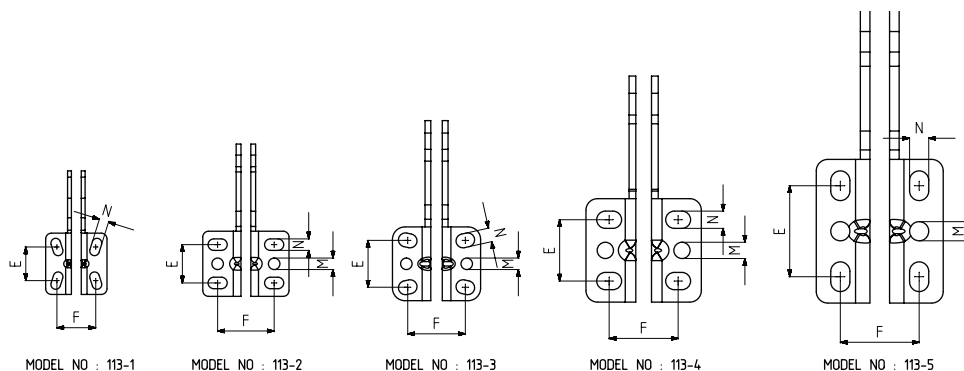 E
F
N
MODEL NO : 113-1
E
F
N
M
MODEL NO : 113-2
E
F
N
M
MODEL NO : 113-3
E
F
N
M
MODEL NO : 113-4
E
F
N
M
MODEL NO : 113-5